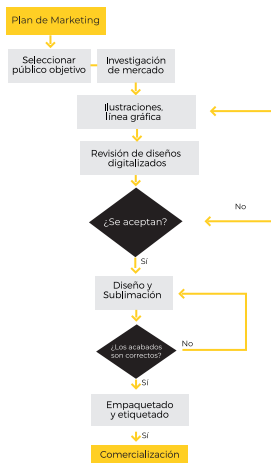 Plan de Marketing
Seleccionar
público objetivo
Investigación
de mercado
Ilustraciones,
línea gráfica
Revisión de diseños
digitalizados
¿Se aceptan?
No
Sí
Diseño y
Sublimación
¿Los acabados
son correctos?
No
Sí
Empaquetado
y etiquetado
Sí
Comercialización